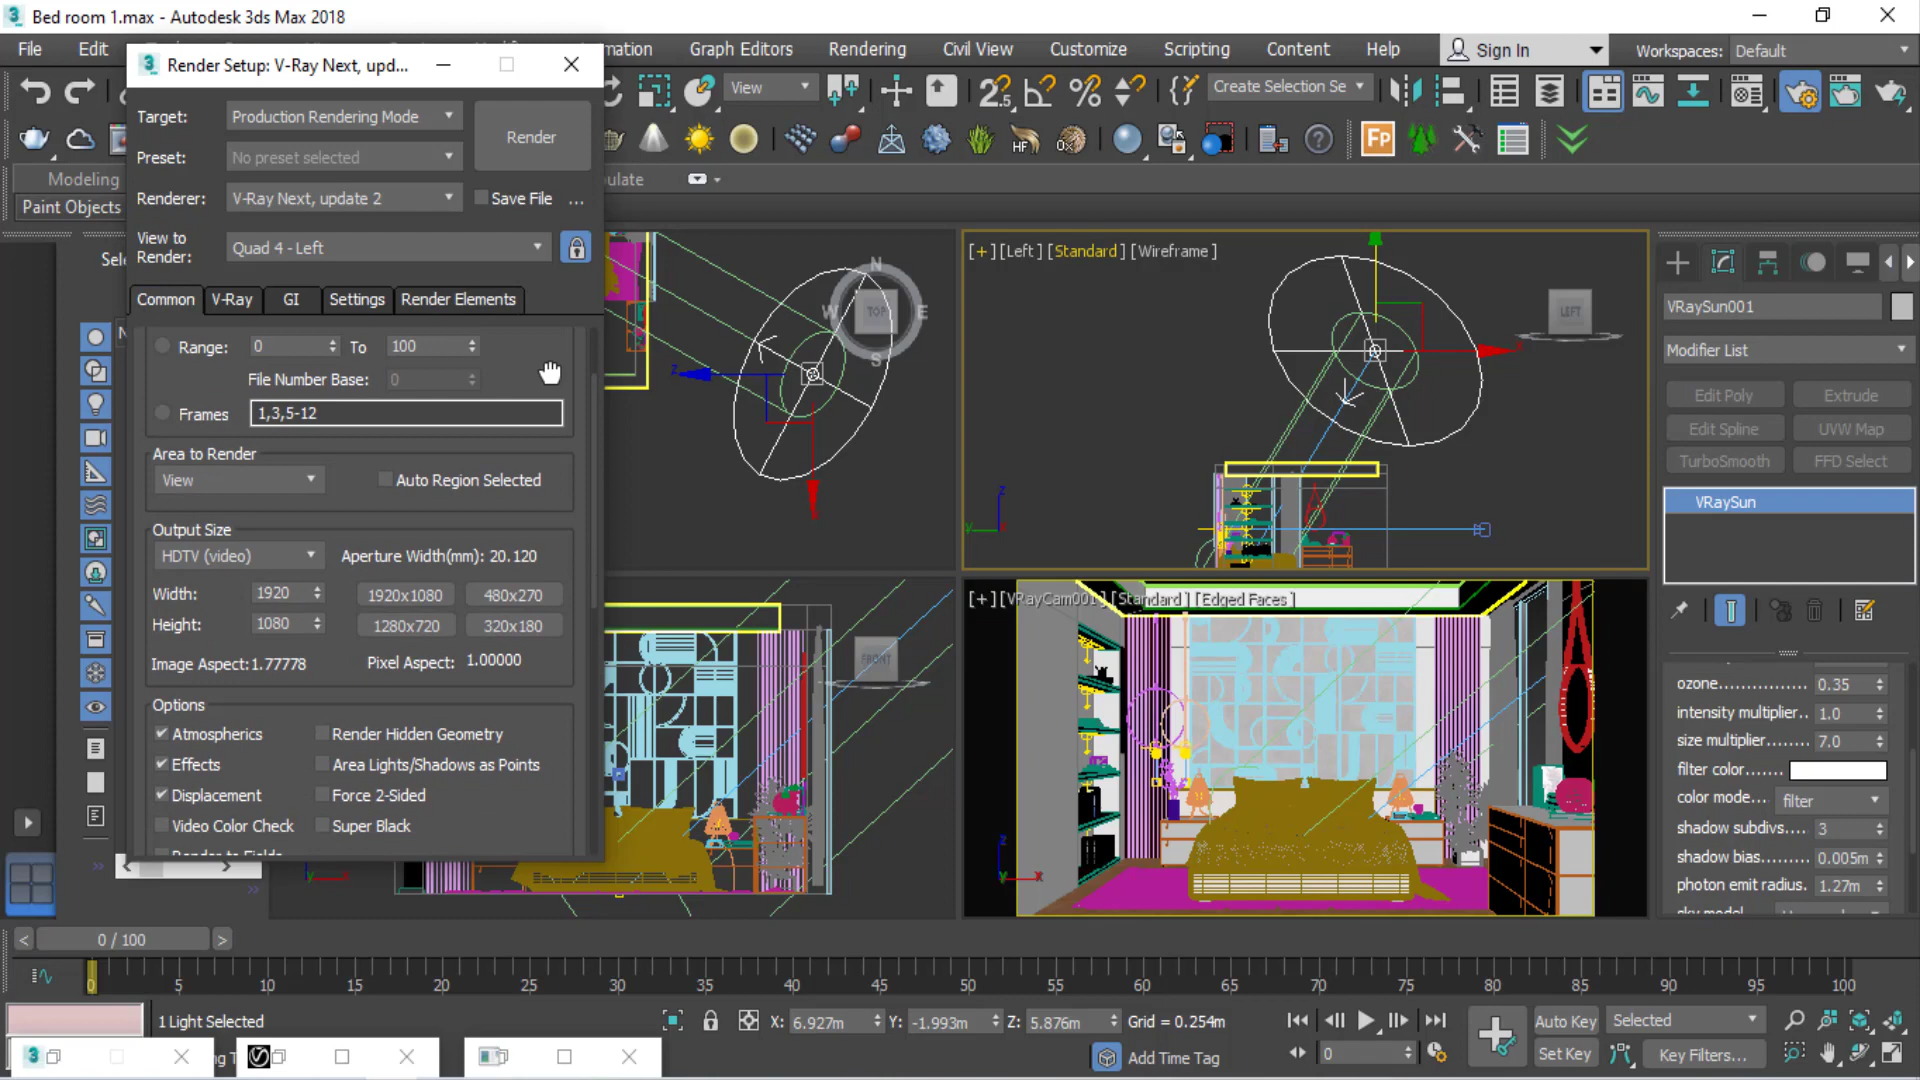 Bed room 1.max - Autodesk 3ds Max 2018
File Edit mation Graph Editors Rendering Civil View Customize Scripting Content Help Sign In Workspaces: Default
Render Setup: V-Ray Next, upd...
View Create Selection Se
Target: Production Rendering Mode Render
Preset: No preset selected
Renderer: V-Ray Next, update 2 Save File ...
View to Render: Quad 4 - Left
Modeling ulate
Paint Objects
Sele
Common V-Ray GI Settings Render Elements
Range: 0 To 100
File Number Base: 0
Frames 1,3,5-12
Area to Render
View Auto Region Selected
Output Size
HDTV (video) Aperture Width(mm): 20.120
Width: 1920 1920x1080 480x270
Height: 1080 1280x720 320x180
Image Aspect:1.77778 Pixel Aspect: 1.00000
Options
Atmospherics Render Hidden Geometry
Effects Area Lights/Shadows as Points
Displacement Force 2-Sided
Video Color Check Super Black
Render to Fields
N
W TOP E
S
z
[+] [Left] [Standard] [Wireframe]
LEFT
x
z
y
FRONT
[+] [VRayCam001] [Standard] [Edged Faces]
z
y x
VRaySun001
Modifier List
Edit Poly Extrude
Edit Spline UVW Map
TurboSmooth FFD Select
VRaySun
ozone............... 0.35
intensity multiplier.. 1.0
size multiplier....... 7.0
filter color......
color mode... filter
shadow subdivs.. 3
shadow bias....... 0.005m
photon emit radius. 1.27m
sky model
< 0 / 100 >
0 5 10 15 20 25 30 35 40 45 50 55 60 65 70 75 80 85 90 95 100
1 Light Selected X: 6.927m Y: -1.993m Z: 5.876m Grid = 0.254m Auto Key Selected
Add Time Tag 0 Set Key Key Filters...